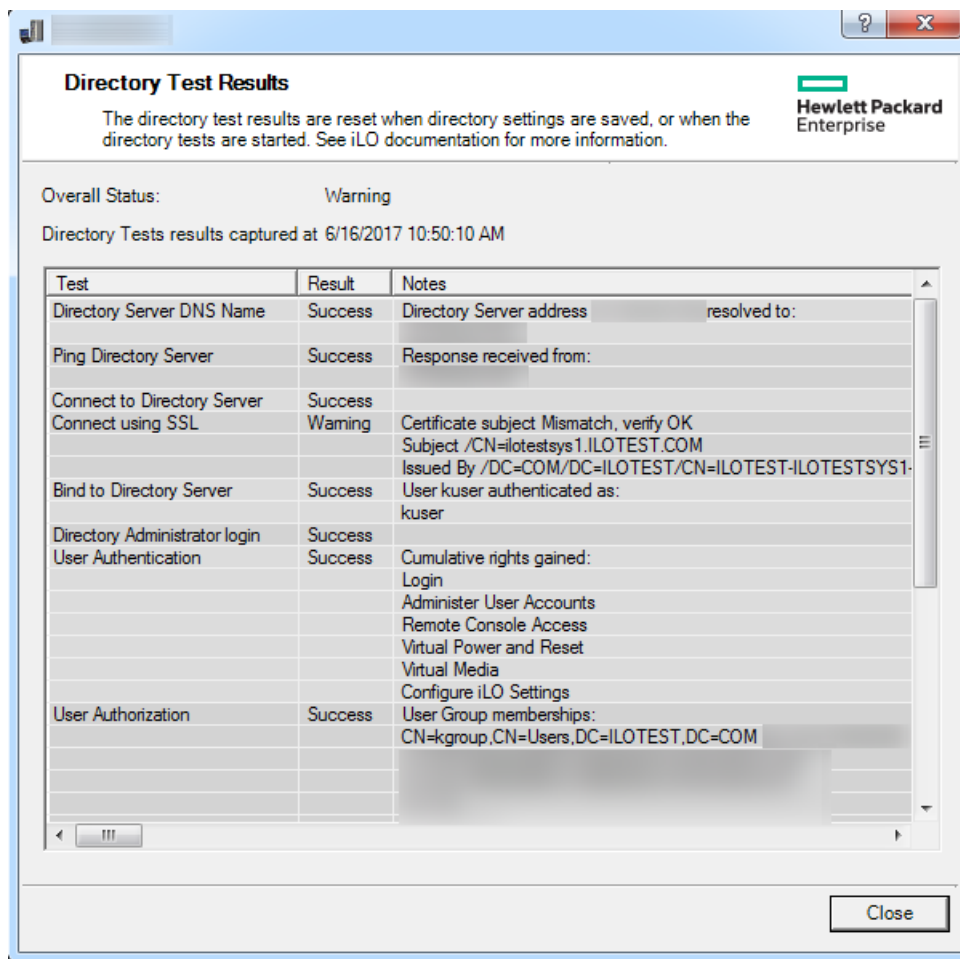 Directory Test Results
The directory test results are reset when directory settings are saved, or when the
directory tests are started. See iLO documentation for more information.
Hewlett Packard
Enterprise
Overall Status: Warning
Directory Tests results captured at 6/16/2017 10:50:10 AM
Test Result Notes
Directory Server DNS Name Success Directory Server address resolved to:
Ping Directory Server Success Response received from:
Connect to Directory Server Success
Connect using SSL Warning Certificate subject Mismatch, verify OK
Subject /CN=ilotestsys1.ILOTEST.COM
Issued By /DC=COM/DC=ILOTEST/CN=ILOTEST-ILOTESTSYS1-
Bind to Directory Server Success User kuser authenticated as:
kuser
Directory Administrator login Success
User Authentication Success Cumulative rights gained:
Login
Administer User Accounts
Remote Console Access
Virtual Power and Reset
Virtual Media
Configure iLO Settings
User Authorization Success User Group memberships:
CN=kgroup,CN=Users,DC=ILOTEST,DC=COM
Close